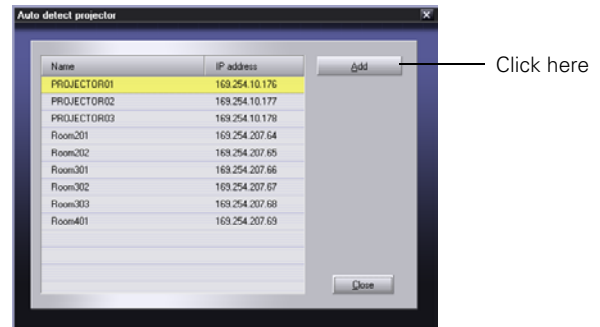 Auto detect projector
Name IP address Add Click here
PROJECTOR01 169.254.10.176
PROJECTOR02 169.254.10.177
PROJECTOR03 169.254.10.178
Room201 169.254.207.64
Room202 169.254.207.65
Room301 169.254.207.66
Room302 169.254.207.67
Room303 169.254.207.68
Room401 169.254.207.69
Close